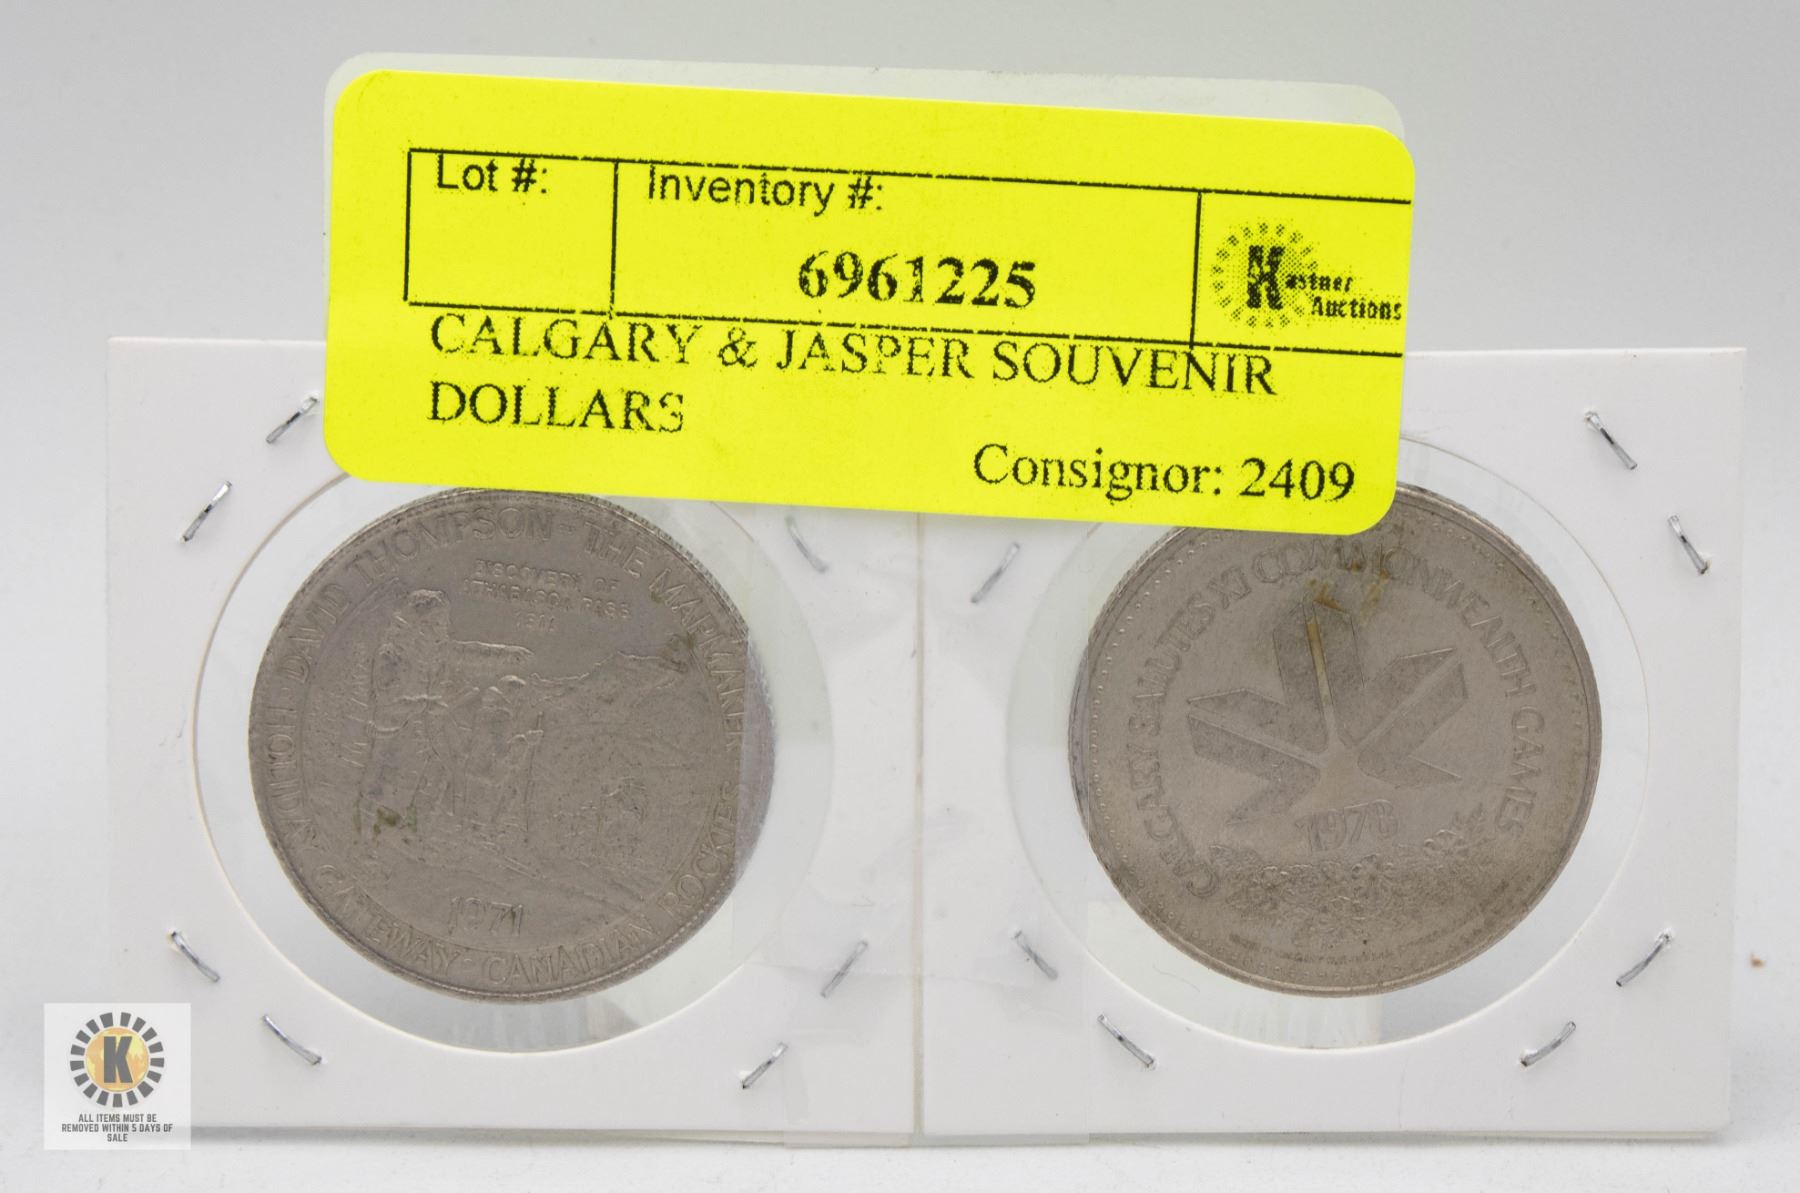 Lot #:
Inventory #:
6961225
Kastner
Auctions
CALGARY & JASPER SOUVENIR
DOLLARS
Consignor: 2409
DAVID THOMPSON - THE MAPMAKER
DISCOVERY OF
ATHABASCA PASS
1811
1971
GATEWAY · CANADIAN ROCKIES
CALGARY SALUTES XI COMMONWEALTH GAMES
1978
K
ALL ITEMS MUST BE
REMOVED WITHIN 5 DAYS OF
SALE